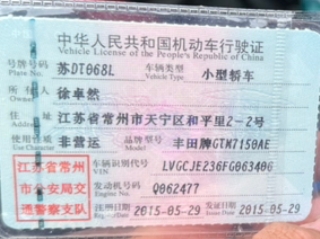 中华人民共和国机动车行驶证
Vehicle License of the People's Republic of China
号牌号码 苏DT068L 车辆类型 小型轿车
Plate No. Vehicle Type
所有人 徐卓然
Owner
住址 江苏省常州市天宁区和平里2-2号
Address
使用性质 非营运 品牌型号 丰田牌GTM7150AE
Use Character Model
江苏省常州 车辆识别代号 LVGCJE236FG063406
市公安局交 VIN
通警察支队 发动机号码 Q062477
Engine No.
注册日期 2015-05-29 发证日期 2015-05-29
Register Date Issue Date